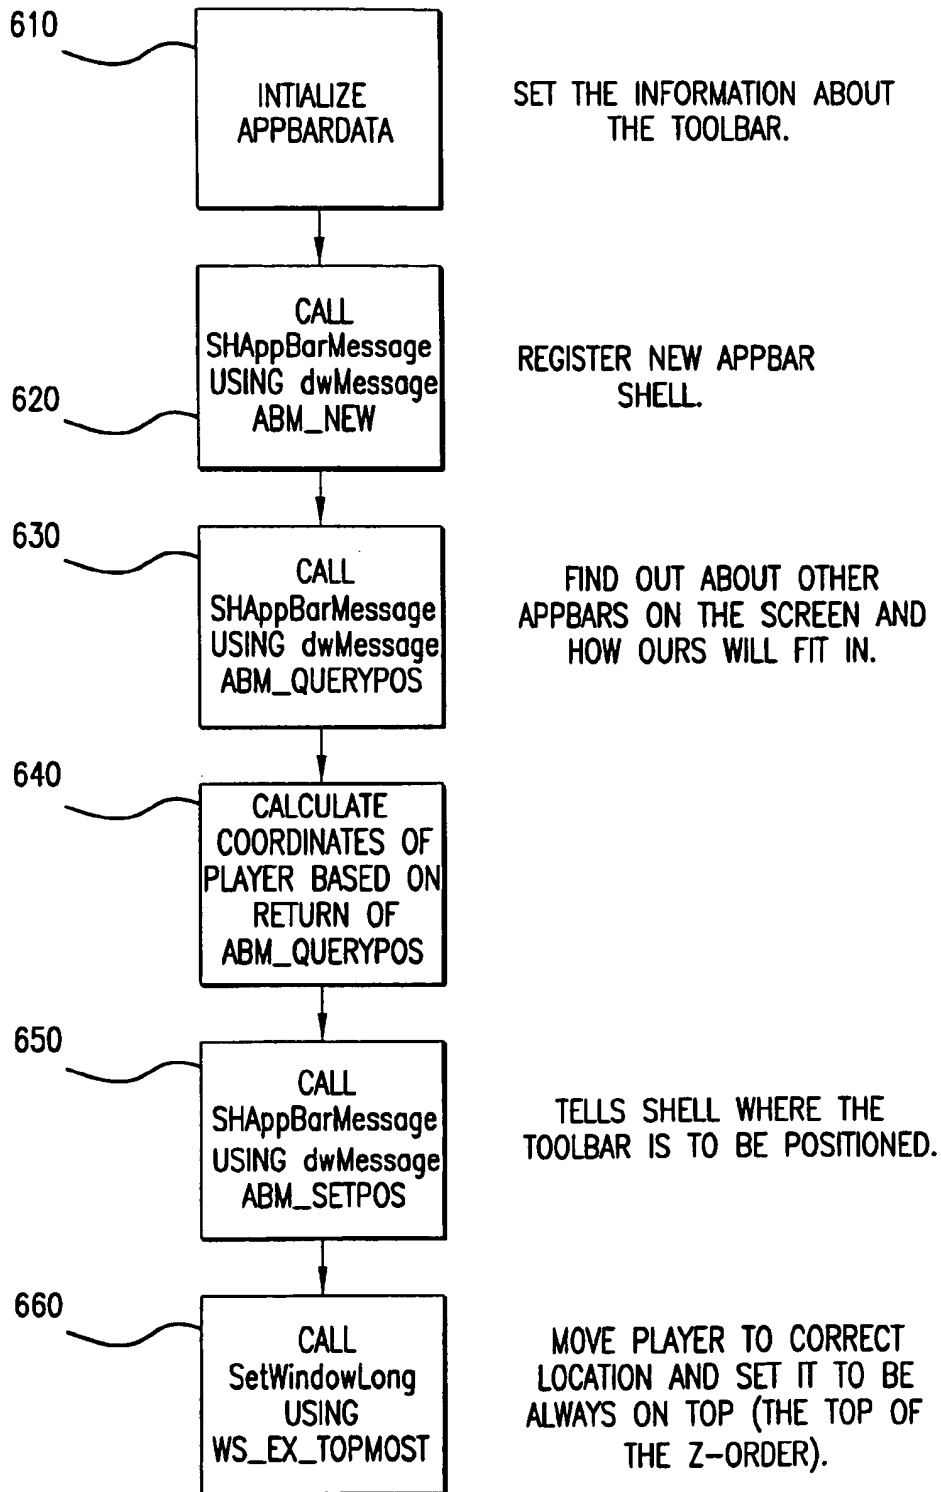 610
INTIALIZE
APPBARDATA
SET THE INFORMATION ABOUT
THE TOOLBAR.
620
CALL
SHAppBarMessage
USING dwMessage
ABM_NEW
REGISTER NEW APPBAR
SHELL.
630
CALL
SHAppBarMessage
USING dwMessage
ABM_QUERYPOS
FIND OUT ABOUT OTHER
APPBARS ON THE SCREEN AND
HOW OURS WILL FIT IN.
640
CALCULATE
COORDINATES OF
PLAYER BASED ON
RETURN OF
ABM_QUERYPOS
650
CALL
SHAppBarMessage
USING dwMessage
ABM_SETPOS
TELLS SHELL WHERE THE
TOOLBAR IS TO BE POSITIONED.
660
CALL
SetWindowLong
USING
WS_EX_TOPMOST
MOVE PLAYER TO CORRECT
LOCATION AND SET IT TO BE
ALWAYS ON TOP (THE TOP OF
THE Z-ORDER).